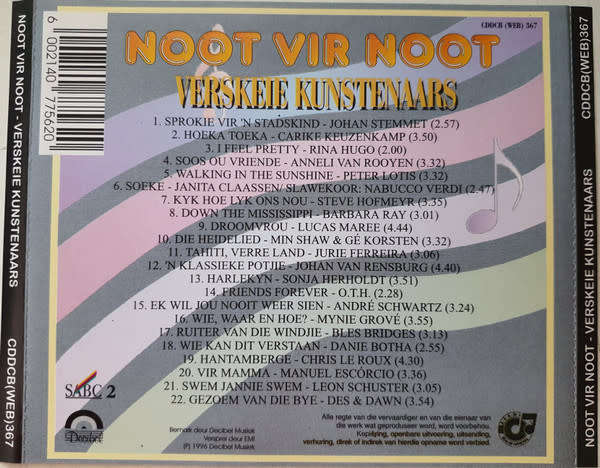 CDDCB (WEB) 367
NOOT VIR NOOT
VERSKEIE KUNSTENAARS
6 002140 775620
1. SPROKIE VIR 'N STADSKIND - JOHAN STEMMET (2.57)
2. HOEKA TOEKA - CARIKE KEUZENKAMP (3.50)
3. I FEEL PRETTY - RINA HUGO (2.00)
4. SOOS OU VRIENDE - ANNELI VAN ROOYEN (3.32)
5. WALKING IN THE SUNSHINE - PETER LOTIS (3.32)
6. SOEKE - JANITA CLAASSEN/ SLAWEKOOR: NABUCCO VERDI (2.47)
7. KYK HOE LYK ONS NOU - STEVE HOFMEYR (3.35)
8. DOWN THE MISSISSIPPI - BARBARA RAY (3.01)
9. DROOMVROU - LUCAS MAREE (4.44)
10. DIE HEIDELIED - MIN SHAW & GÉ KORSTEN (3.32)
11. TAHITI, VERRE LAND - JURIE FERREIRA (3.06)
12. 'N KLASSIEKE POTJIE - JOHAN VAN RENSBURG (4.40)
13. HARLEKYN - SONJA HERHOLDT (3.51)
14. FRIENDS FOREVER - O.T.H. (2.28)
15. EK WIL JOU NOOIT WEER SIEN - ANDRÉ SCHWARTZ (3.24)
16. WIE, WAAR EN HOE? - MYNIE GROVÉ (3.55)
17. RUITER VAN DIE WINDJIE - BLES BRIDGES (3.13)
18. WIE KAN DIT VERSTAAN - DANIE BOTHA (2.55)
19. HANTAMBERGE - CHRIS LE ROUX (4.30)
20. VIR MAMMA - MANUEL ESCÓRCIO (3.36)
21. SWEM JANNIE SWEM - LEON SCHUSTER (3.05)
22. GEZOEM VAN DIE BYE - DES & DAWN (3.54)
SABC 2
Decibel
Bemark deur Decibel Musiek
Versprei deur EMI
(P) 1996 Decibel Musiek
Alle regte van die vervaardiger en van die eienaar van
die werk wat geproduseer word, word voorbehou.
Kopiëring, openbare uitvoering, uitsending,
verhuring, direk of indirek van hierdie opname word verbied.
NOOT VIR NOOT - VERSKEIE KUNSTENAARS
CDDCB(WEB)367
NOOT VIR NOOT - VERSKEIE KUNSTENAARS
CDDCB(WEB)367